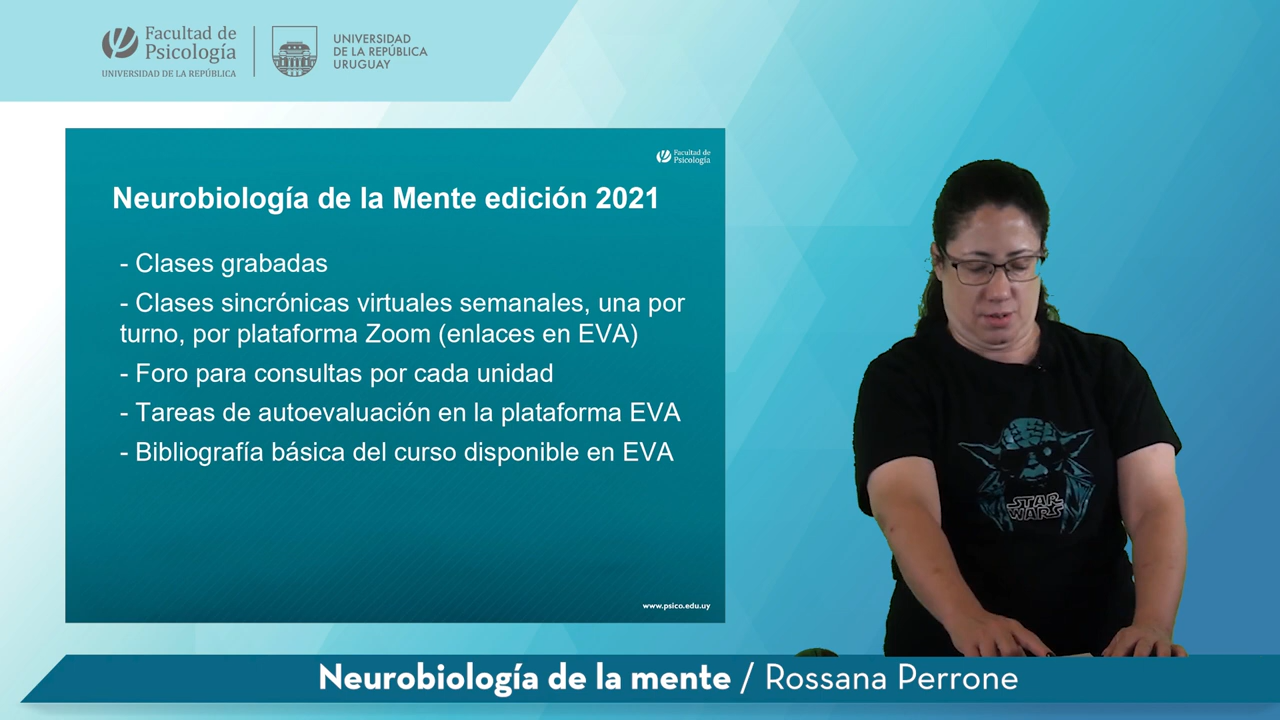 Facultad de
Psicología
UNIVERSIDAD DE LA REPÚBLICA
UNIVERSIDAD
DE LA REPÚBLICA
URUGUAY
Facultad de
Psicología
Neurobiología de la Mente edición 2021
- Clases grabadas
- Clases sincrónicas virtuales semanales, una por
turno, por plataforma Zoom (enlaces en EVA)
- Foro para consultas por cada unidad
- Tareas de autoevaluación en la plataforma EVA
- Bibliografía básica del curso disponible en EVA
www.psico.edu.uy
STAR
WARS
Neurobiología de la mente / Rossana Perrone